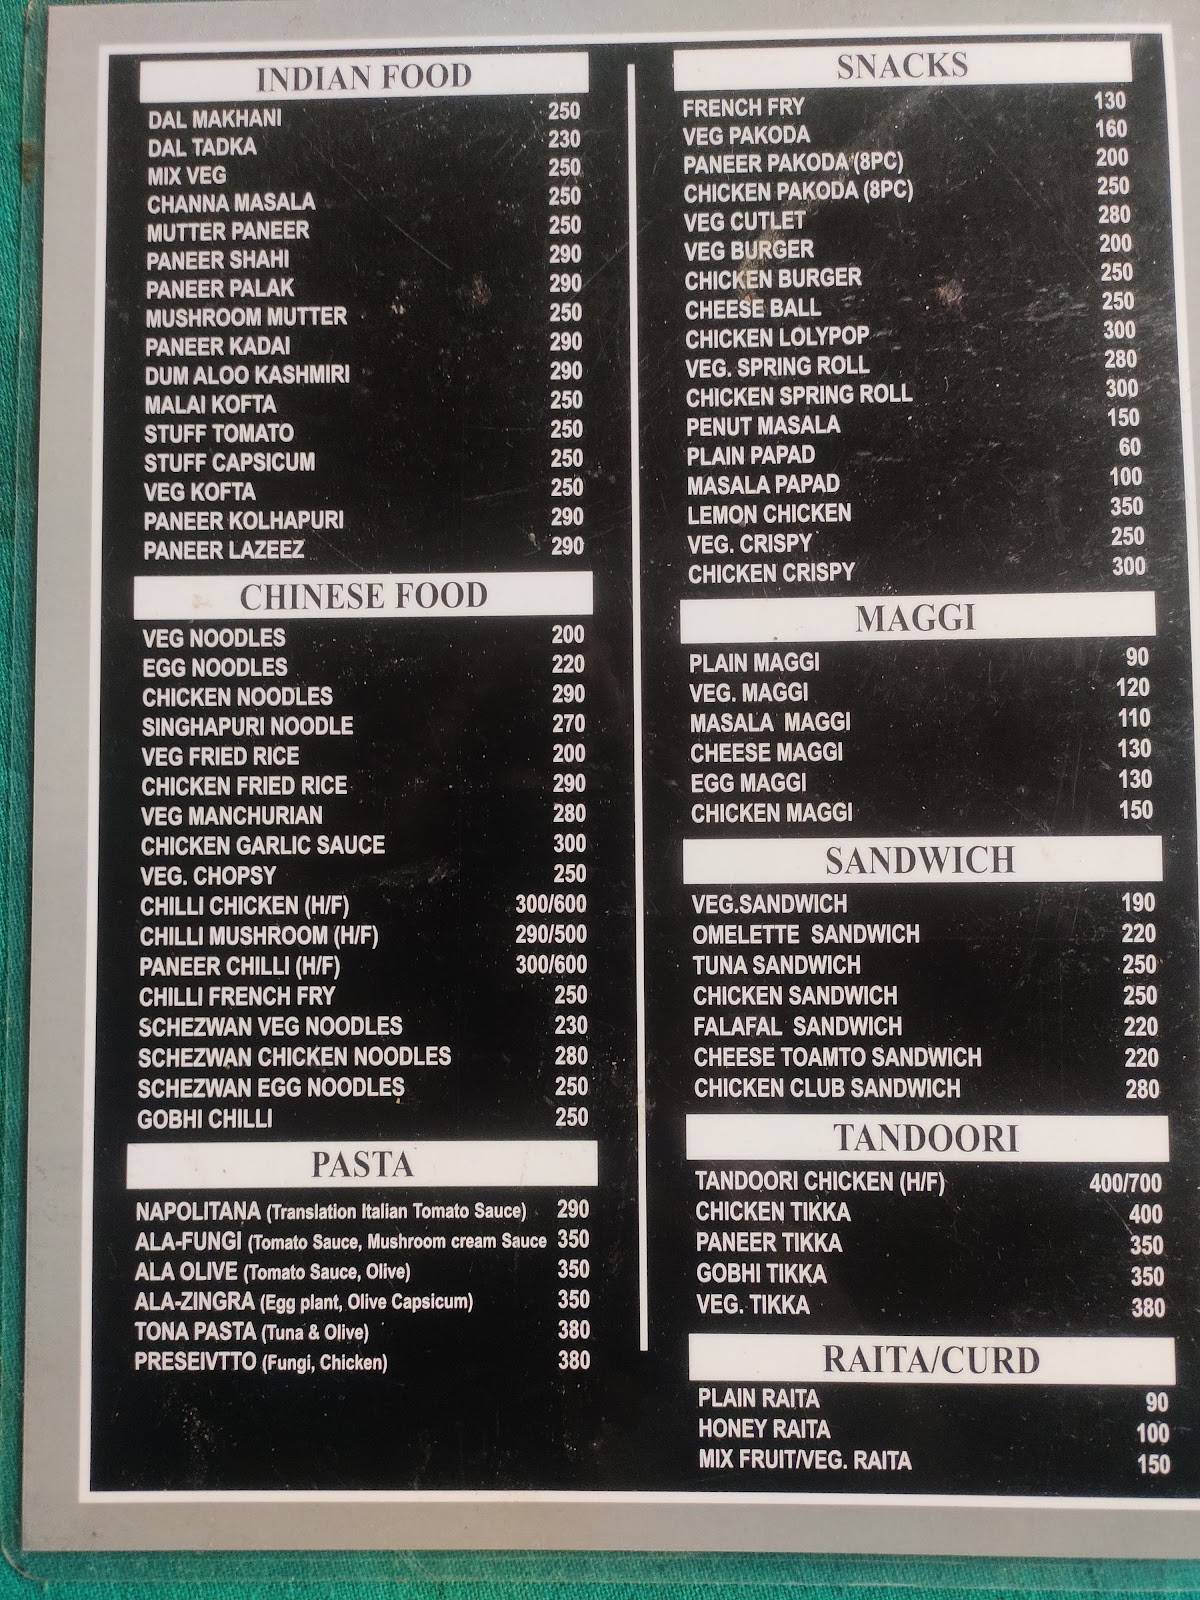 INDIAN FOOD
DAL MAKHANI 250
DAL TADKA 230
MIX VEG 250
CHANNA MASALA 250
MUTTER PANEER 250
PANEER SHAHI 290
PANEER PALAK 290
MUSHROOM MUTTER 250
PANEER KADAI 290
DUM ALOO KASHMIRI 290
MALAI KOFTA 250
STUFF TOMATO 250
STUFF CAPSICUM 250
VEG KOFTA 250
PANEER KOLHAPURI 290
PANEER LAZEEZ 290
CHINESE FOOD
VEG NOODLES 200
EGG NOODLES 220
CHICKEN NOODLES 290
SINGHAPURI NOODLE 270
VEG FRIED RICE 200
CHICKEN FRIED RICE 290
VEG MANCHURIAN 280
CHICKEN GARLIC SAUCE 300
VEG. CHOPSY 250
CHILLI CHICKEN (H/F) 300/600
CHILLI MUSHROOM (H/F) 290/500
PANEER CHILLI (H/F) 300/600
CHILLI FRENCH FRY 250
SCHEZWAN VEG NOODLES 230
SCHEZWAN CHICKEN NOODLES 280
SCHEZWAN EGG NOODLES 250
GOBHI CHILLI 250
PASTA
NAPOLITANA (Translation Italian Tomato Sauce) 290
ALA-FUNGI (Tomato Sauce, Mushroom cream Sauce 350
ALA OLIVE (Tomato Sauce, Olive) 350
ALA-ZINGRA (Egg plant, Olive Capsicum) 350
TONA PASTA (Tuna & Olive) 380
PRESEIVTTO (Fungi, Chicken) 380
SNACKS
FRENCH FRY 130
VEG PAKODA 160
PANEER PAKODA (8PC) 200
CHICKEN PAKODA (8PC) 250
VEG CUTLET 280
VEG BURGER 200
CHICKEN BURGER 250
CHEESE BALL 250
CHICKEN LOLYPOP 300
VEG. SPRING ROLL 280
CHICKEN SPRING ROLL 300
PENUT MASALA 150
PLAIN PAPAD 60
MASALA PAPAD 100
LEMON CHICKEN 350
VEG. CRISPY 250
CHICKEN CRISPY 300
MAGGI
PLAIN MAGGI 90
VEG. MAGGI 120
MASALA MAGGI 110
CHEESE MAGGI 130
EGG MAGGI 130
CHICKEN MAGGI 150
SANDWICH
VEG.SANDWICH 190
OMELETTE SANDWICH 220
TUNA SANDWICH 250
CHICKEN SANDWICH 250
FALAFAL SANDWICH 220
CHEESE TOAMTO SANDWICH 220
CHICKEN CLUB SANDWICH 280
TANDOORI
TANDOORI CHICKEN (H/F) 400/700
CHICKEN TIKKA 400
PANEER TIKKA 350
GOBHI TIKKA 350
VEG. TIKKA 380
RAITA/CURD
PLAIN RAITA 90
HONEY RAITA 100
MIX FRUIT/VEG. RAITA 150